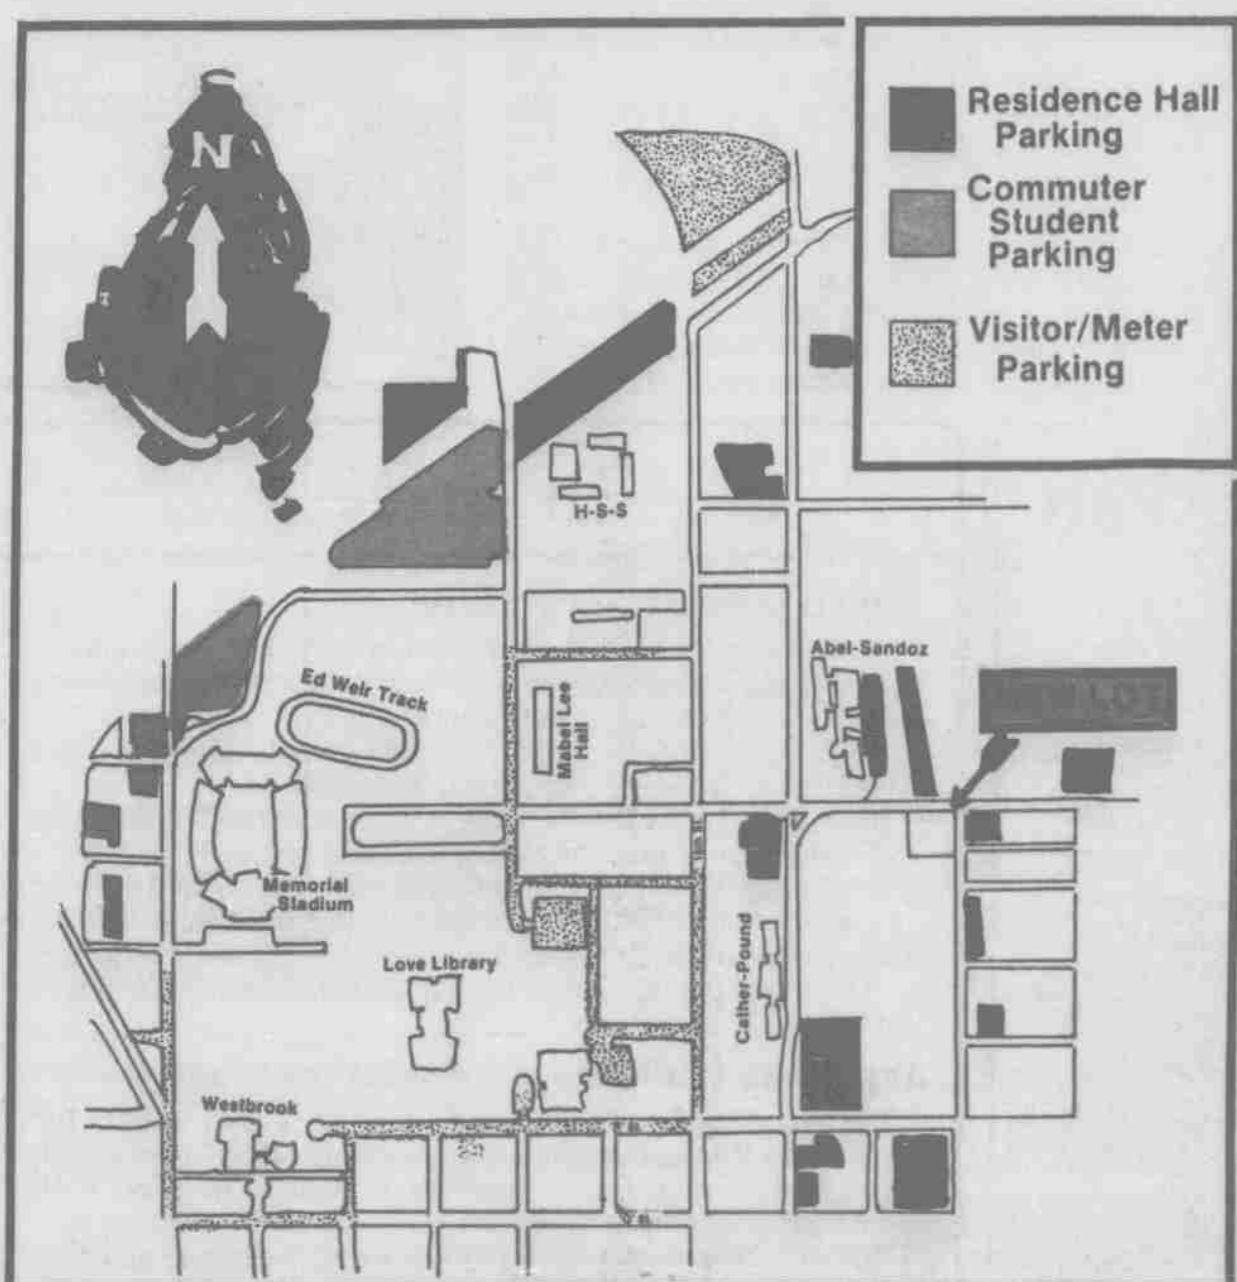 N
Residence Hall
Parking
Commuter
Student
Parking
Visitor/Meter
Parking
H-S-S
Abel-Sandoz
Ed Weir Track
Mabel Lee
Hall
LOT
Memorial
Stadium
Love Library
Cather-Pound
Westbrook